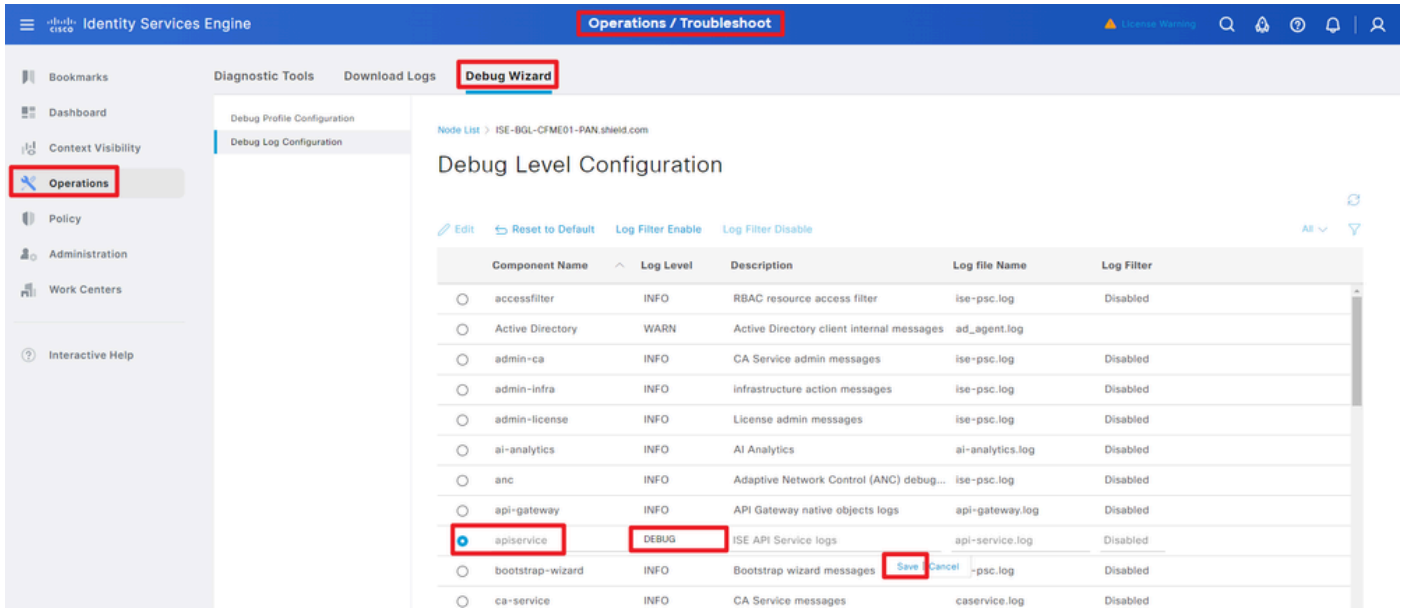 cisco Identity Services Engine
Operations / Troubleshoot
License Warning
Bookmarks
Dashboard
Context Visibility
Operations
Policy
Administration
Work Centers
Interactive Help
Diagnostic Tools Download Logs Debug Wizard
Debug Profile Configuration
Debug Log Configuration
Node List > ISE-BGL-CFME01-PAN.shield.com
Debug Level Configuration
Edit Reset to Default Log Filter Enable Log Filter Disable All
Component Name Log Level Description Log file Name Log Filter
accessfilter INFO RBAC resource access filter ise-psc.log Disabled
Active Directory WARN Active Directory client internal messages ad_agent.log
admin-ca INFO CA Service admin messages ise-psc.log Disabled
admin-infra INFO infrastructure action messages ise-psc.log Disabled
admin-license INFO License admin messages ise-psc.log Disabled
ai-analytics INFO AI Analytics ai-analytics.log Disabled
anc INFO Adaptive Network Control (ANC) debug... ise-psc.log Disabled
api-gateway INFO API Gateway native objects logs api-gateway.log Disabled
apiservice DEBUG ISE API Service logs api-service.log Disabled
Save Cancel
bootstrap-wizard INFO Bootstrap wizard messages -psc.log Disabled
ca-service INFO CA Service messages caservice.log Disabled